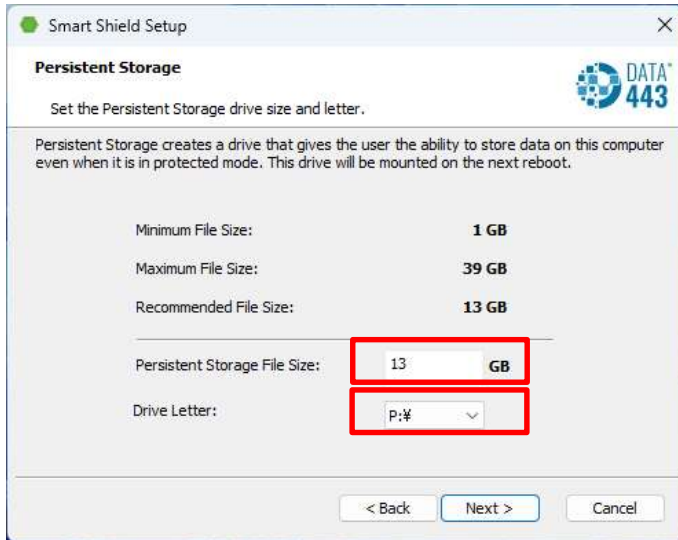 Smart Shield Setup
Persistent Storage
Set the Persistent Storage drive size and letter.
DATA
443
Persistent Storage creates a drive that gives the user the ability to store data on this computer
even when it is in protected mode. This drive will be mounted on the next reboot.
Minimum File Size: 1 GB
Maximum File Size: 39 GB
Recommended File Size: 13 GB
Persistent Storage File Size: 13 GB
Drive Letter: P:¥
< Back Next > Cancel